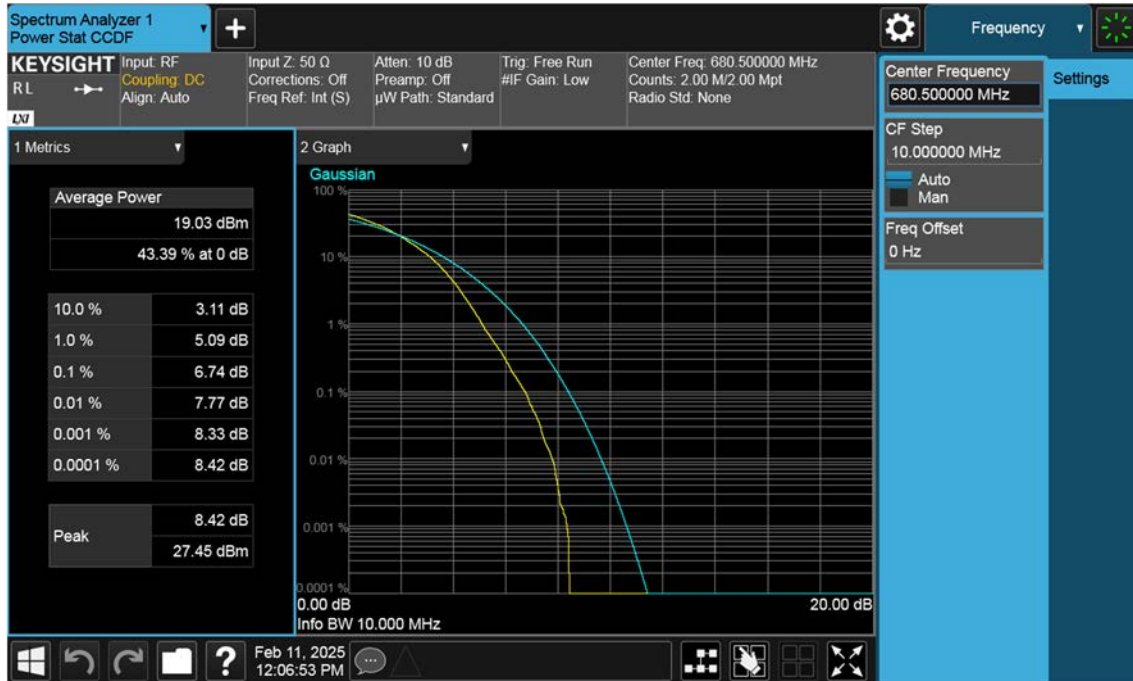 Spectrum Analyzer 1
Power Stat CCDF
Frequency
KEYSIGHT
R L
LXI
Input: RF
Coupling: DC
Align: Auto
Input Z: 50 Ω
Corrections: Off
Freq Ref: Int (S)
Atten: 10 dB
Preamp: Off
µW Path: Standard
Trig: Free Run
#IF Gain: Low
Center Freq: 680.500000 MHz
Counts: 2.00 M/2.00 Mpt
Radio Std: None
Center Frequency
680.500000 MHz
Settings
CF Step
10.000000 MHz
Auto
Man
Freq Offset
0 Hz
1 Metrics
Average Power
19.03 dBm
43.39 % at 0 dB
10.0 % 3.11 dB
1.0 % 5.09 dB
0.1 % 6.74 dB
0.01 % 7.77 dB
0.001 % 8.33 dB
0.0001 % 8.42 dB
Peak
8.42 dB
27.45 dBm
2 Graph
Gaussian
100 %
10 %
1 %
0.1 %
0.01 %
0.001 %
0.0001 %
0.00 dB 20.00 dB
Info BW 10.000 MHz
?
Feb 11, 2025
12:06:53 PM